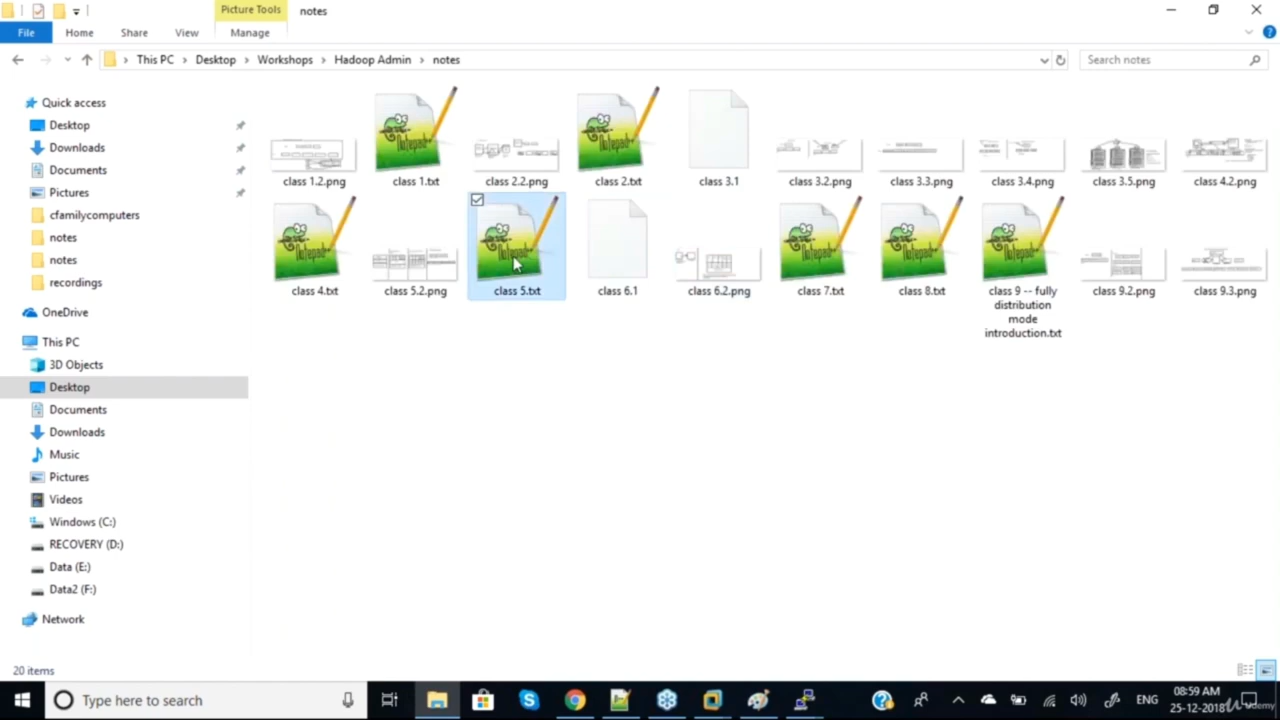 Picture Tools
notes
File
Home
Share
View
Manage
This PC
Desktop
Workshops
Hadoop Admin
notes
Search notes
Quick access
Desktop
Downloads
Documents
Pictures
cfamilycomputers
notes
notes
recordings
OneDrive
This PC
3D Objects
Desktop
Documents
Downloads
Music
Pictures
Videos
Windows (C:)
RECOVERY (D:)
Data (E:)
Data2 (F:)
Network
class 1.2.png
class 1.txt
class 2.2.png
class 2.txt
class 3.1
class 3.2.png
class 3.3.png
class 3.4.png
class 3.5.png
class 4.2.png
class 4.txt
class 5.2.png
class 5.txt
class 6.1
class 6.2.png
class 7.txt
class 8.txt
class 9 -- fully
distribution
mode
introduction.txt
class 9.2.png
class 9.3.png
20 items
Type here to search
ENG
08:59 AM
25-12-2018
Udemy